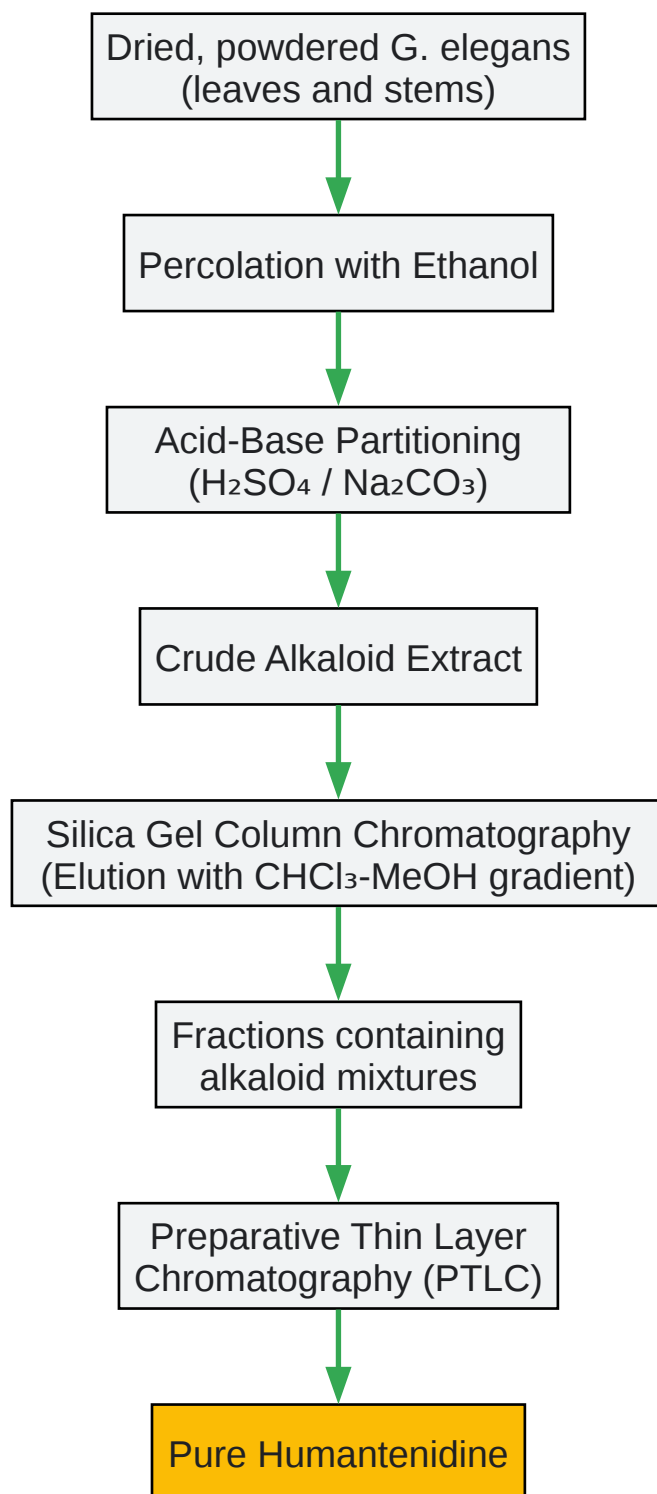 Dried, powdered G. elegans
(leaves and stems)
Percolation with Ethanol
Acid-Base Partitioning
(H₂SO₄ / Na₂CO₃)
Crude Alkaloid Extract
Silica Gel Column Chromatography
(Elution with CHCl₃-MeOH gradient)
Fractions containing
alkaloid mixtures
Preparative Thin Layer
Chromatography (PTLC)
Pure Humantenidine